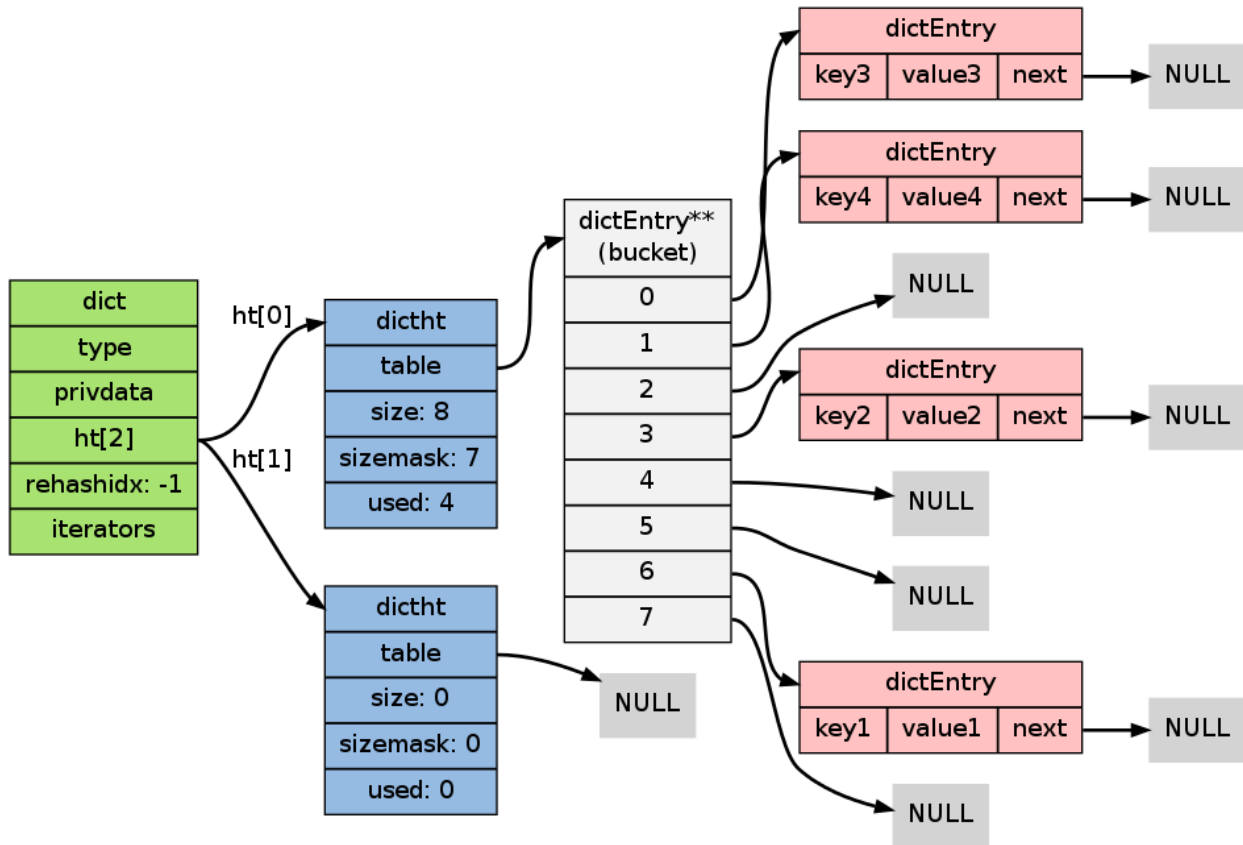 dict
type
privdata
ht[2]
rehashidx: -1
iterators
ht[0]
ht[1]
dictht
table
size: 8
sizemask: 7
used: 4
dictht
table
size: 0
sizemask: 0
used: 0
NULL
dictEntry**
(bucket)
0
1
2
3
4
5
6
7
dictEntry
key3 value3 next
NULL
dictEntry
key4 value4 next
NULL
NULL
dictEntry
key2 value2 next
NULL
NULL
NULL
dictEntry
key1 value1 next
NULL
NULL